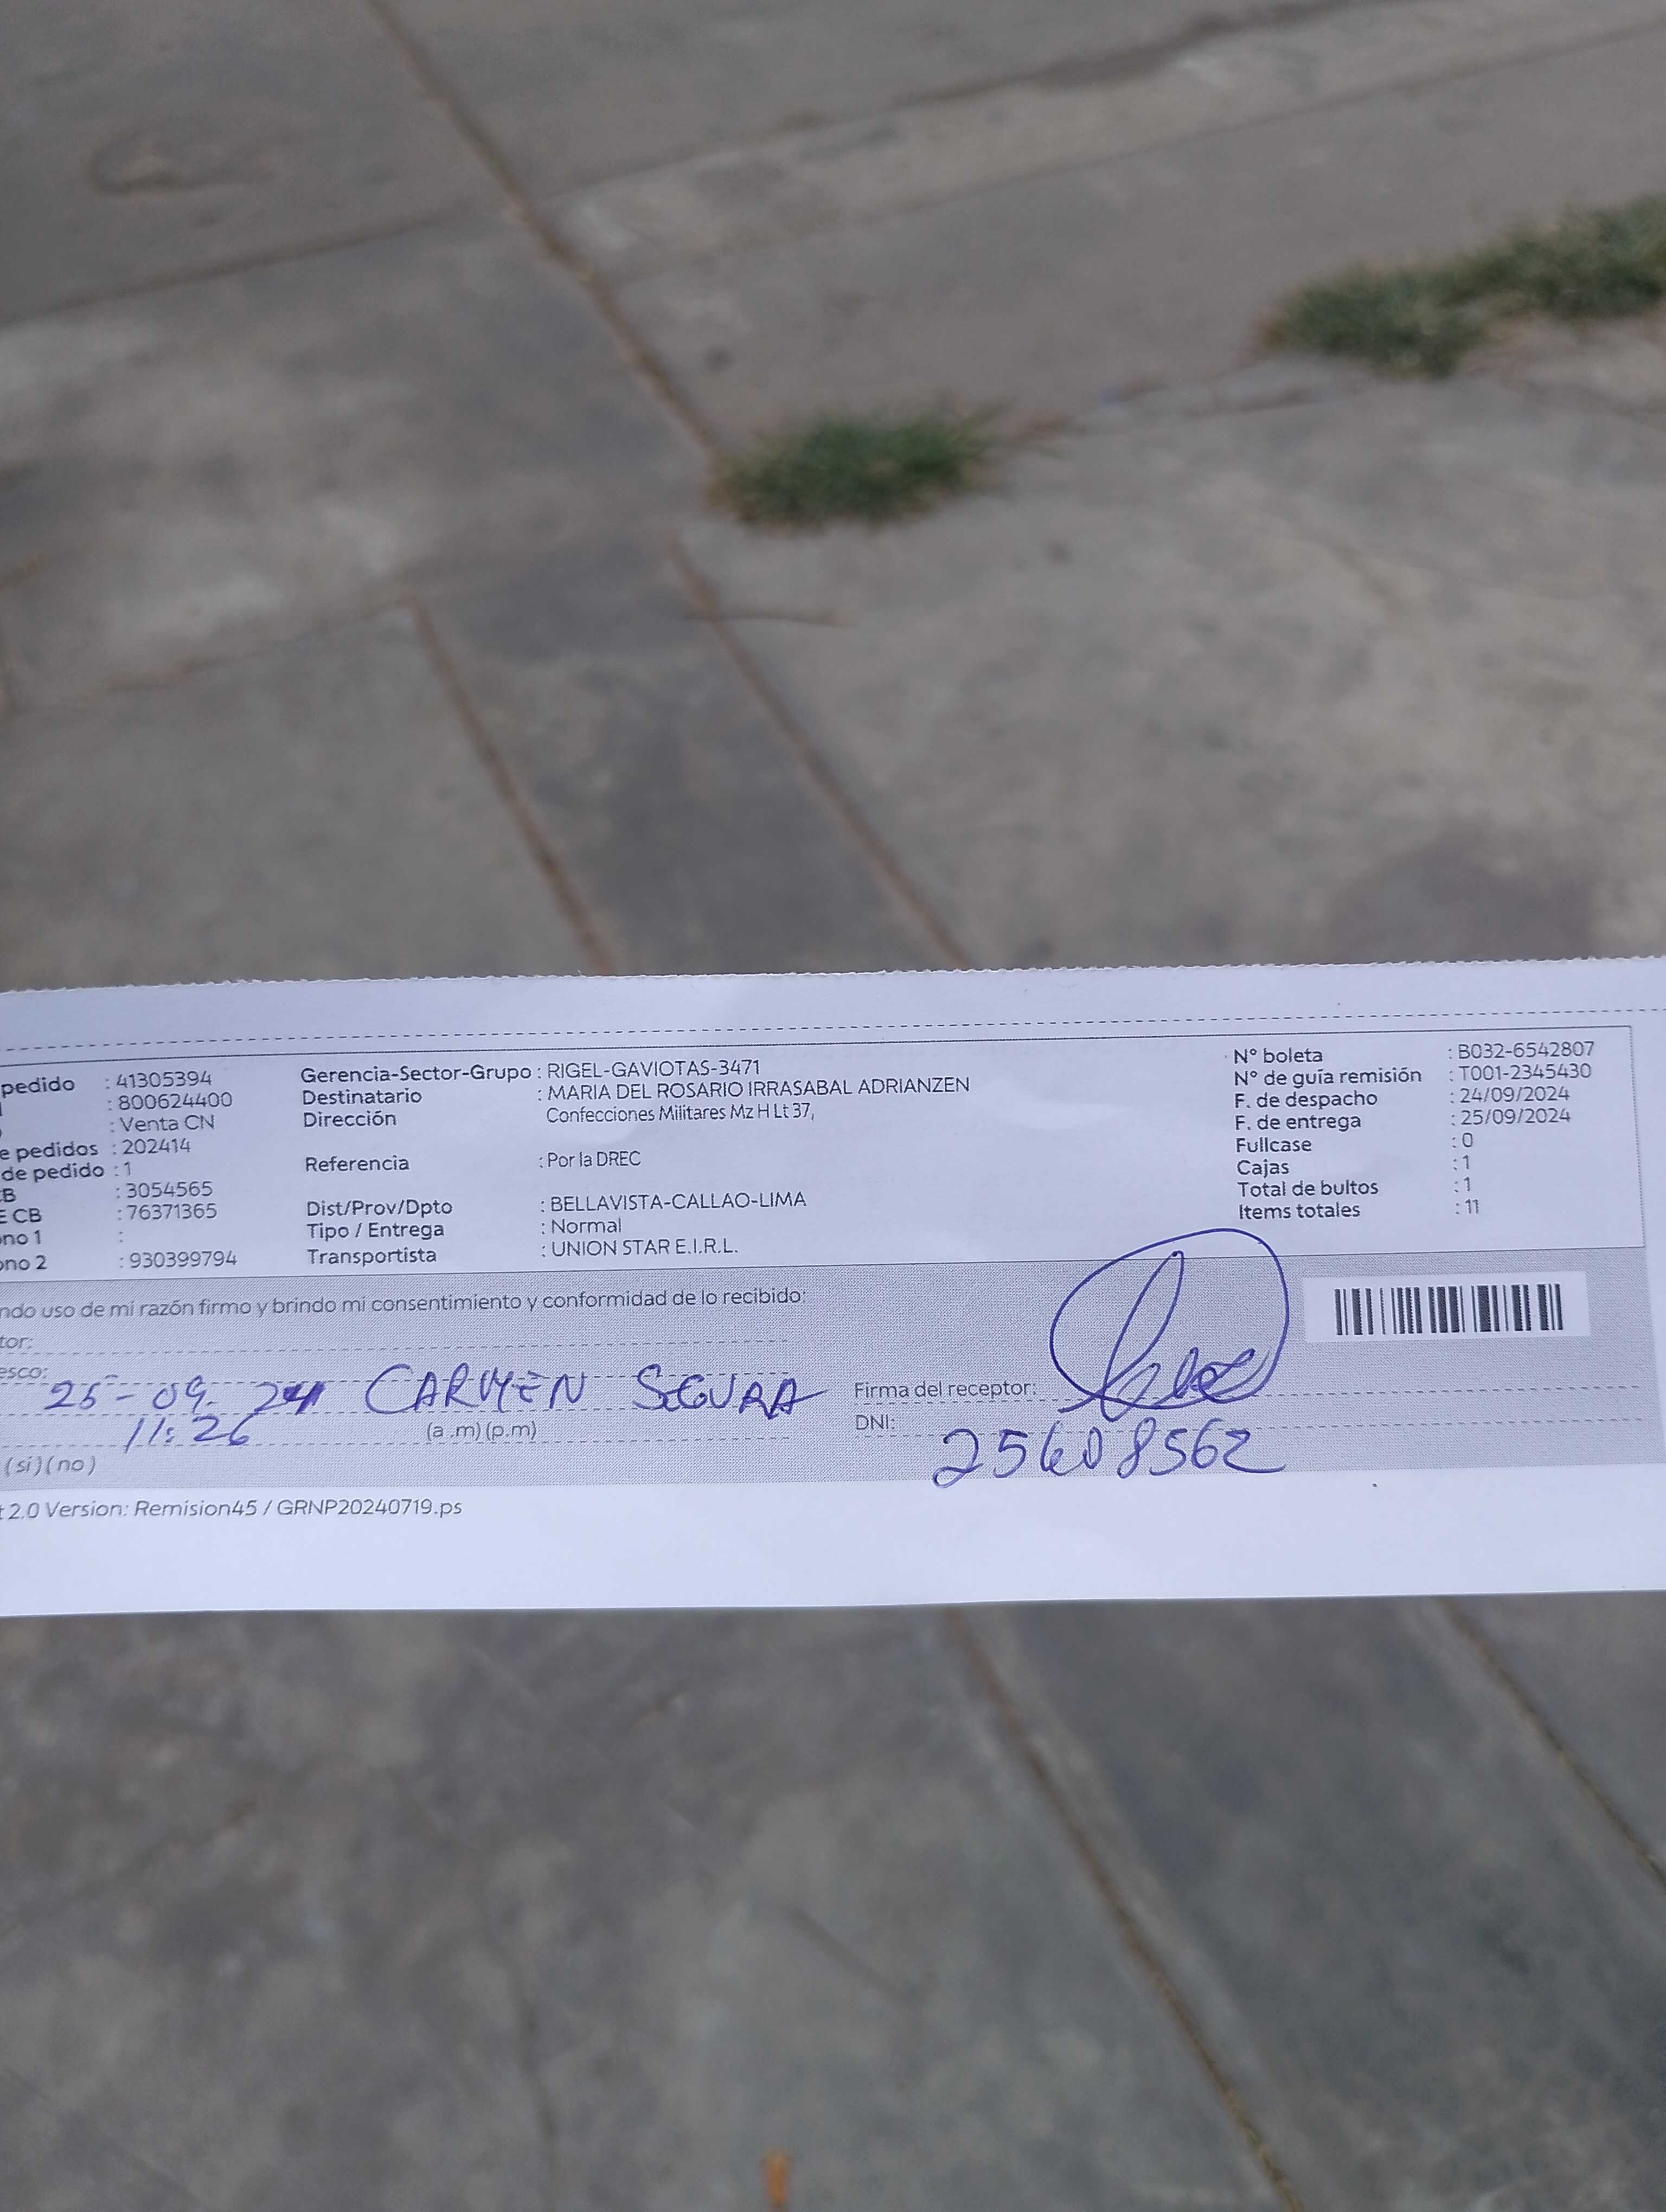 pedido : 41305394 Gerencia-Sector-Grupo : RIGEL-GAVIOTAS-3471 N° boleta : B032-6542807
: 800624400 Destinatario : MARIA DEL ROSARIO IRRASABAL ADRIANZEN N° de guía remisión : T001-2345430
: Venta CN Dirección Confecciones Militares Mz H Lt 37, F. de despacho : 24/09/2024
e pedidos : 202414 F. de entrega : 25/09/2024
de pedido : 1 Referencia : Por la DREC Fullcase : 0
B : 3054565 Cajas : 1
E CB : 76371365 Dist/Prov/Dpto : BELLAVISTA-CALLAO-LIMA Total de bultos : 1
ono 1 : Tipo / Entrega : Normal Items totales : 11
ono 2 : 930399794 Transportista : UNION STAR E.I.R.L.
ndo uso de mi razón firmo y brindo mi consentimiento y conformidad de lo recibido:
tor:
esco:
25-09-24 CARMEN SEGURA Firma del receptor:
11:26 (a .m) (p.m) DNI: 25608562
(si) (no)
t 2.0 Version: Remision45 / GRNP20240719.ps